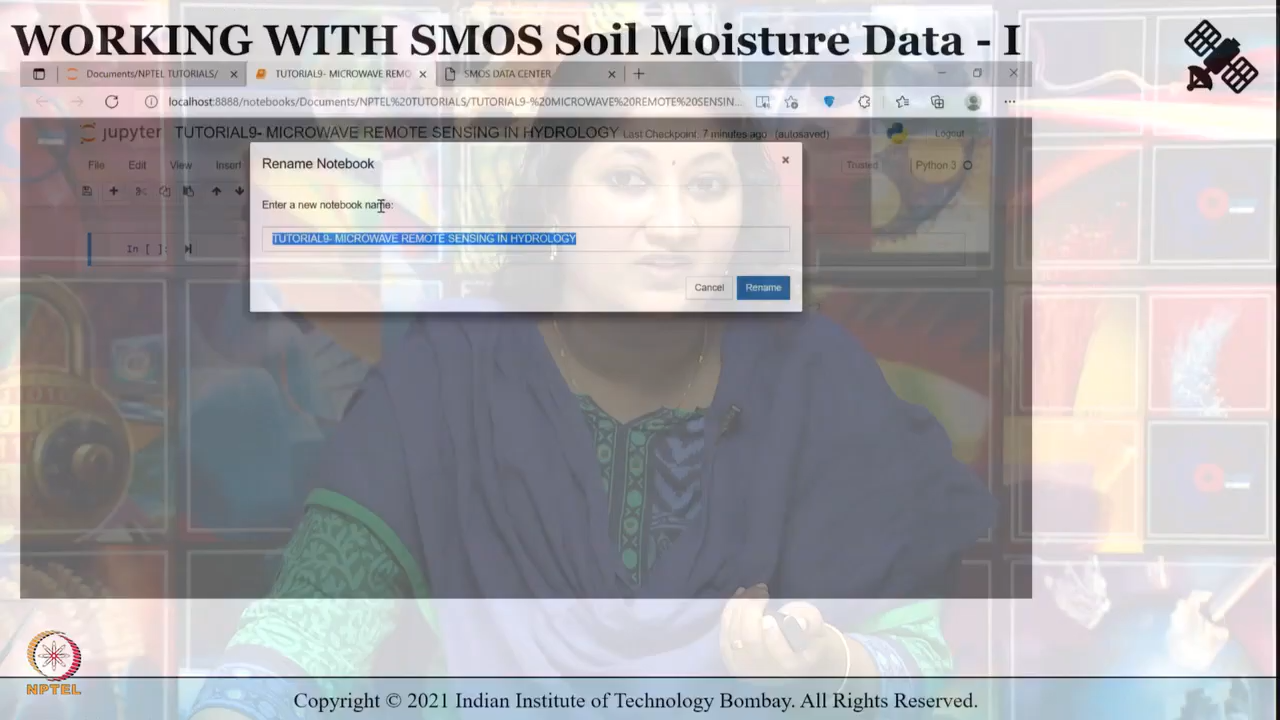 WORKING WITH SMOS Soil Moisture Data - I
Documents/NPTEL TUTORIALS/
TUTORIAL9- MICROWAVE REMO
SMOS DATA CENTER
localhost:8888/notebooks/Documents/NPTEL%20TUTORIALS/TUTORIAL9-%20MICROWAVE%20REMOTE%20SENSIN...
jupyter TUTORIAL9- MICROWAVE REMOTE SENSING IN HYDROLOGY Last Checkpoint: 7 minutes ago (autosaved)
Logout
File Edit View Insert
Trusted
Python 3
Rename Notebook
Enter a new notebook name:
In [ ]:
TUTORIAL9- MICROWAVE REMOTE SENSING IN HYDROLOGY
Cancel
Rename
NPTEL
Copyright © 2021 Indian Institute of Technology Bombay. All Rights Reserved.